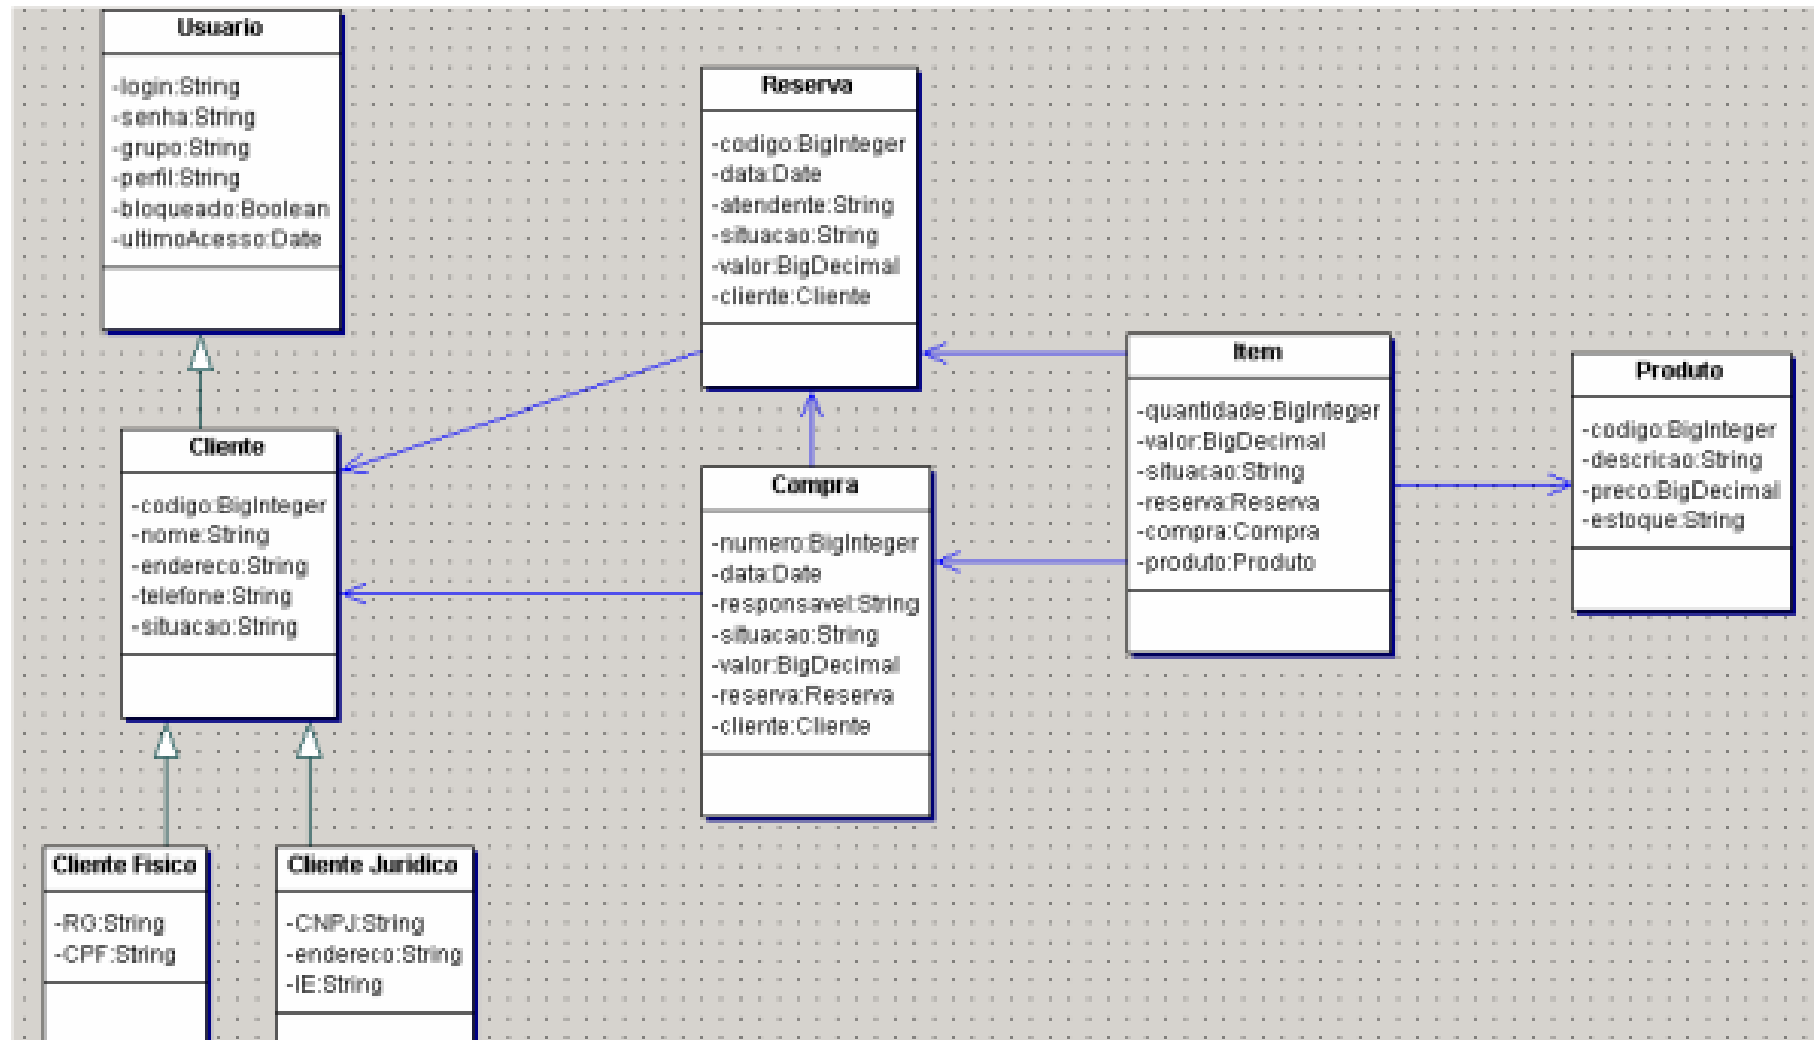 Usuario
-login:String
-senha:String
-grupo:String
-perfil:String
-bloqueado:Boolean
-ultimoAcesso:Date
Reserva
-codigo:BigInteger
-data:Date
-atendente:String
-situacao:String
-valor:BigDecimal
-cliente:Cliente
Item
-quantidade:BigInteger
-valor:BigDecimal
-situacao:String
-reserva:Reserva
-compra:Compra
-produto:Produto
Produto
-codigo:BigInteger
-descricao:String
-preco:BigDecimal
-estoque:String
Cliente
-codigo:BigInteger
-nome:String
-endereco:String
-telefone:String
-situacao:String
Compra
-numero:BigInteger
-data:Date
-responsavel:String
-situacao:String
-valor:BigDecimal
-reserva:Reserva
-cliente:Cliente
Cliente Fisico
-RG:String
-CPF:String
Cliente Juridico
-CNPJ:String
-endereco:String
-IE:String